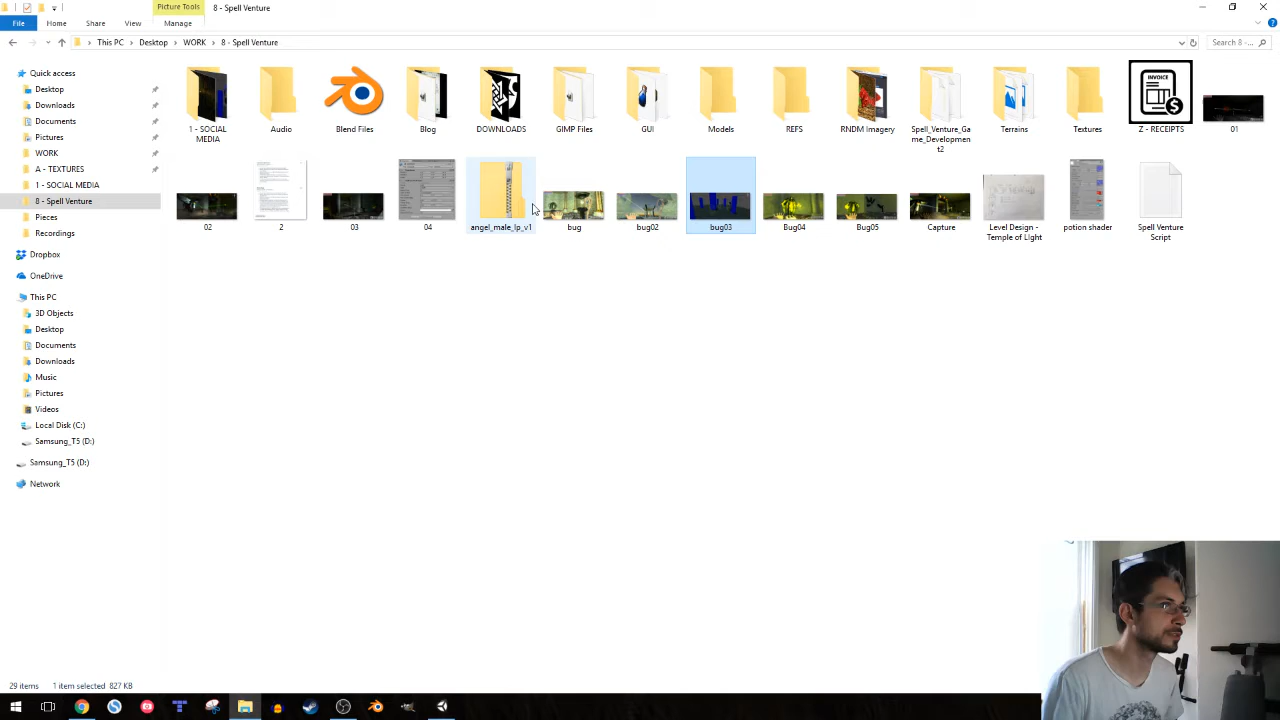 Picture Tools
8 - Spell Venture
File
Home
Share
View
Manage
This PC
Desktop
WORK
8 - Spell Venture
Search 8 -...
Quick access
Desktop
Downloads
Documents
Pictures
WORK
A - TEXTURES
1 - SOCIAL MEDIA
8 - Spell Venture
Pieces
Recordings
Dropbox
OneDrive
This PC
3D Objects
Desktop
Documents
Downloads
Music
Pictures
Videos
Local Disk (C:)
Samsung_T5 (D:)
Samsung_T5 (D:)
Network
1 - SOCIAL
MEDIA
Audio
Blend Files
Blog
DOWNLOADS
GIMP Files
GUI
Models
REFS
RNDM Imagery
Spell_Venture_Ga
me_Developmen
t2
Terrains
Textures
INVOICE
Z - RECEIPTS
01
02
2
03
04
angel_male_lp_v1
bug
bug02
bug03
Bug04
Bug05
Capture
Level Design -
Temple of LIght
potion shader
Spell Venture
Script
29 items
1 item selected 827 KB